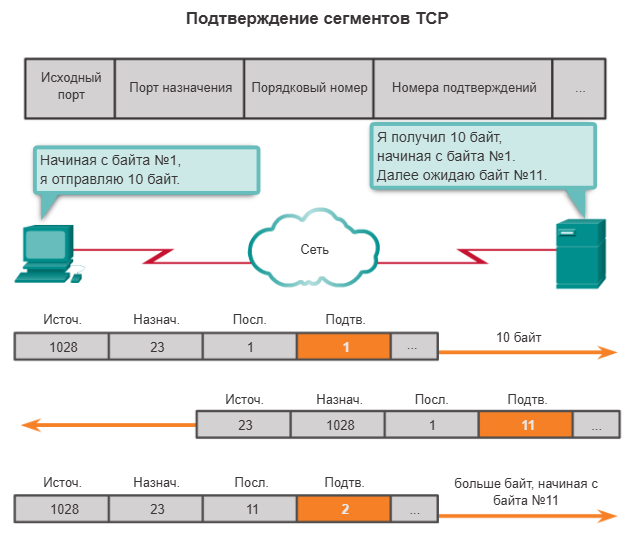 Подтверждение сегментов TCP
Исходный
порт
Порт назначения
Порядковый номер
Номера подтверждений
...
Начиная с байта №1,
я отправляю 10 байт.
Я получил 10 байт,
начиная с байта №1.
Далее ожидаю байт №11.
Сеть
Источ. Назнач. Посл. Подтв.
1028 23 1 1 ...
10 байт
Источ. Назнач. Посл. Подтв.
23 1028 1 11 ...
Источ. Назнач. Посл. Подтв.
1028 23 11 2 ...
больше байт, начиная с
байта №11